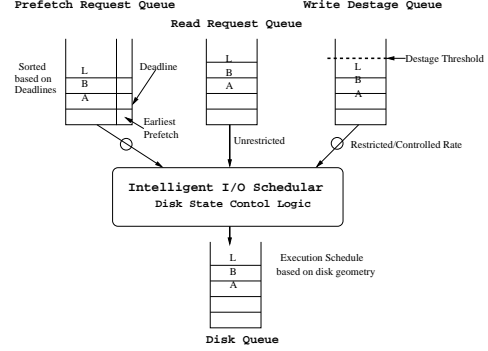 Prefetch Request Queue
Write Destage Queue
Read Request Queue
Sorted
based on
Deadlines
L
B
A
Deadline
Earliest
Prefetch
L
B
A
Unrestricted
Destage Threshold
L
B
A
Restricted/Controlled Rate
Intelligent I/O Schedular
Disk State Contol Logic
L
B
A
Execution Schedule
based on disk geometry
Disk Queue